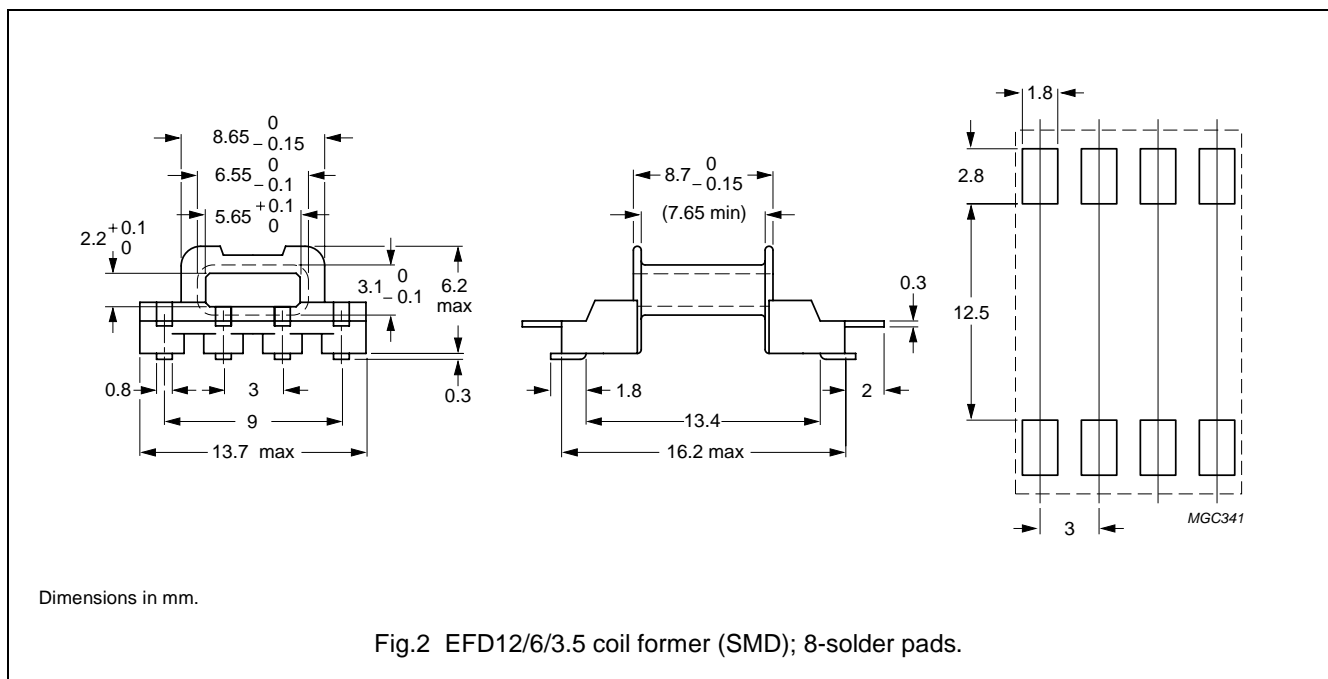 8.65 0
− 0.15
6.55 0
− 0.1
5.65 + 0.1
0
2.2 + 0.1
0
3.1 0
− 0.1
6.2
max
0.8
3
0.3
9
13.7 max
8.7 0
− 0.15
(7.65 min)
0.3
1.8
2
13.4
16.2 max
1.8
2.8
12.5
3
MGC341
Dimensions in mm.
Fig.2 EFD12/6/3.5 coil former (SMD); 8-solder pads.